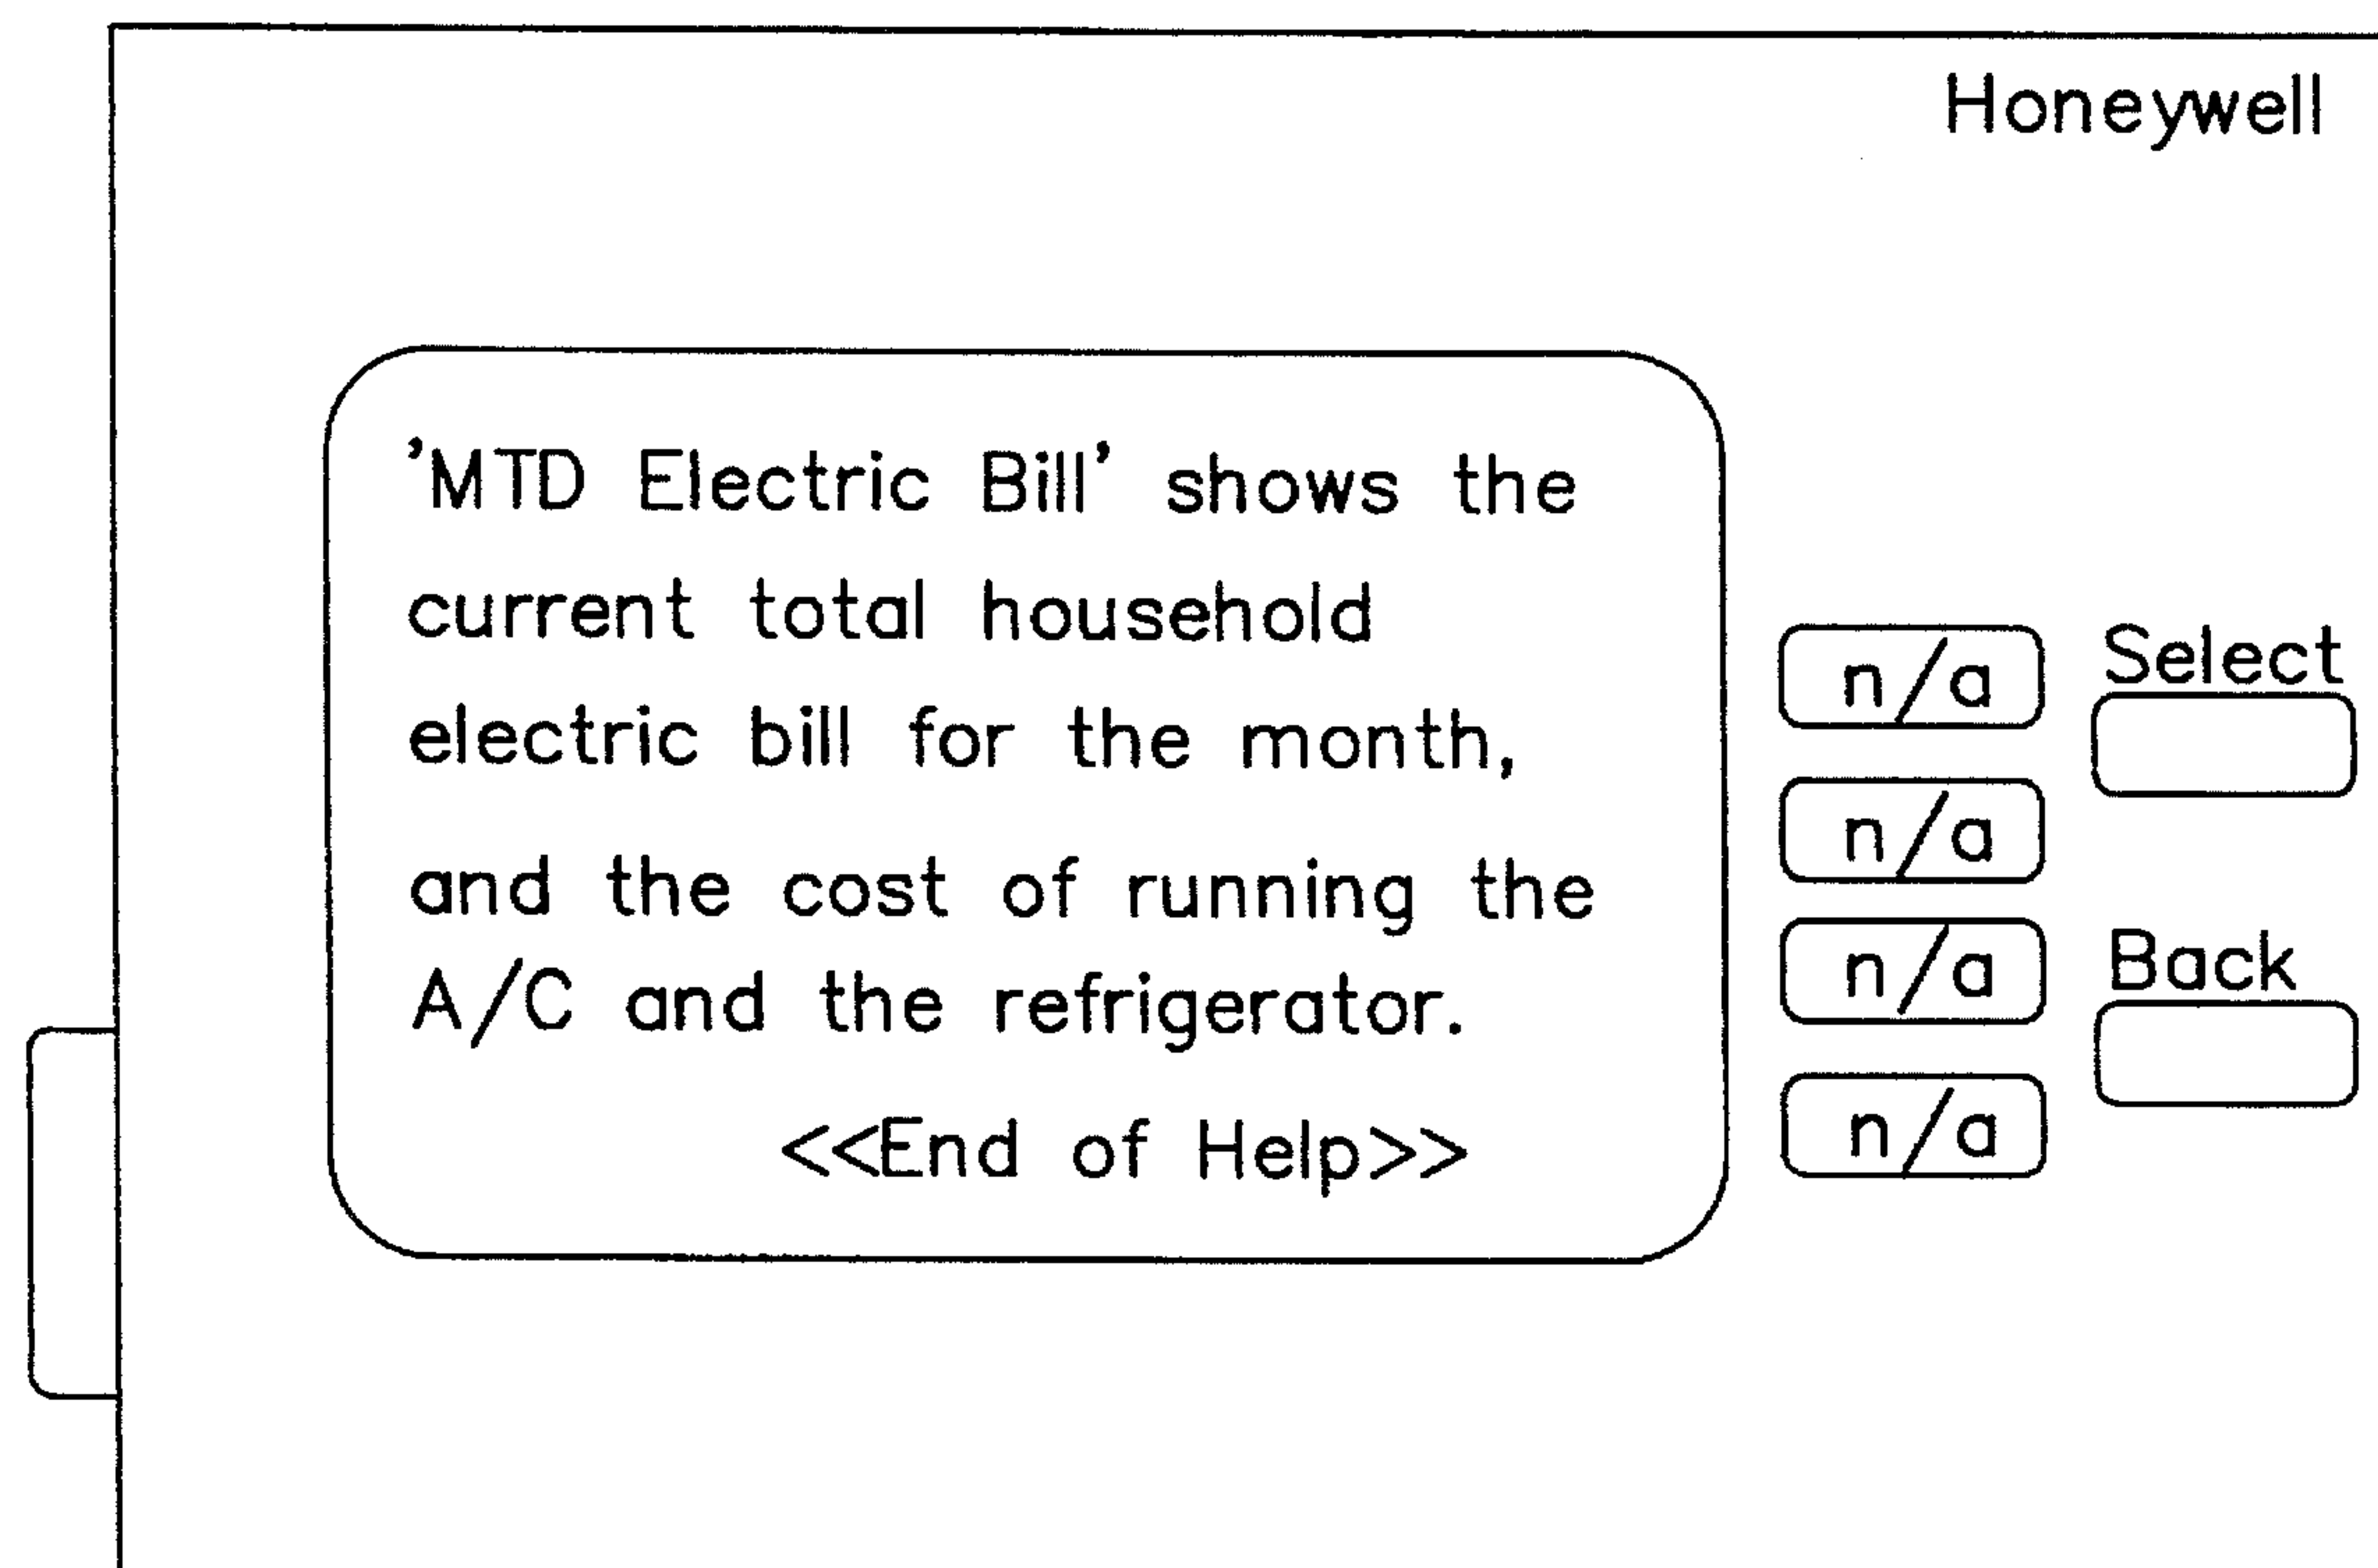 Honeywell
'MTD Electric Bill' shows the
current total household
electric bill for the month,
and the cost of running the
A/C and the refrigerator.
<<End of Help>>
n/a
Select
n/a
n/a
Back
n/a